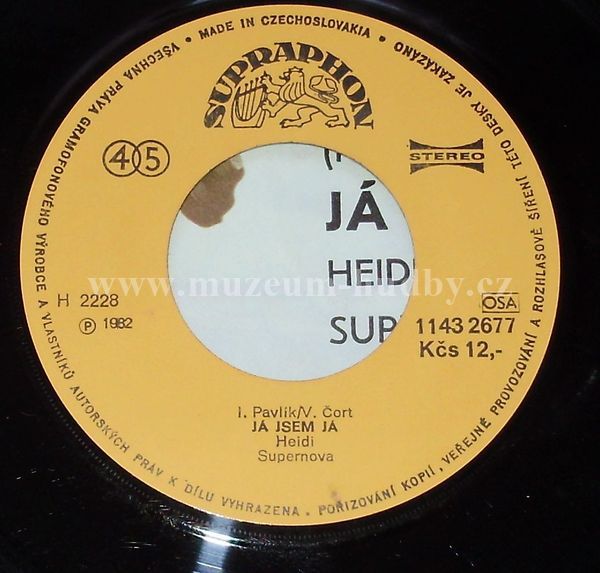 VŠECHNA PRÁVA GRAMOFONOVÉHO VÝROBCE A VLASTNÍKŮ AUTORSKÝCH PRÁV K DÍLU VYHRAZENA . POŘIZOVÁNÍ KOPIÍ, VEŘEJNÉ PROVOZOVÁNÍ A ROZHLASOVÉ ŠÍŘENÍ TÉTO DESKY JE ZAKÁZÁNO • MADE IN CZECHOSLOVAKIA •
SUPRAPHON
45
STEREO
JÁ
HEIDI
SUP
www.muzeum-hudby.cz
H 2228
Ⓟ 1982
OSA
1143 2677
Kčs 12,-
I. Pavlík/V. Čort
JÁ JSEM JÁ
Heidi
Supernova